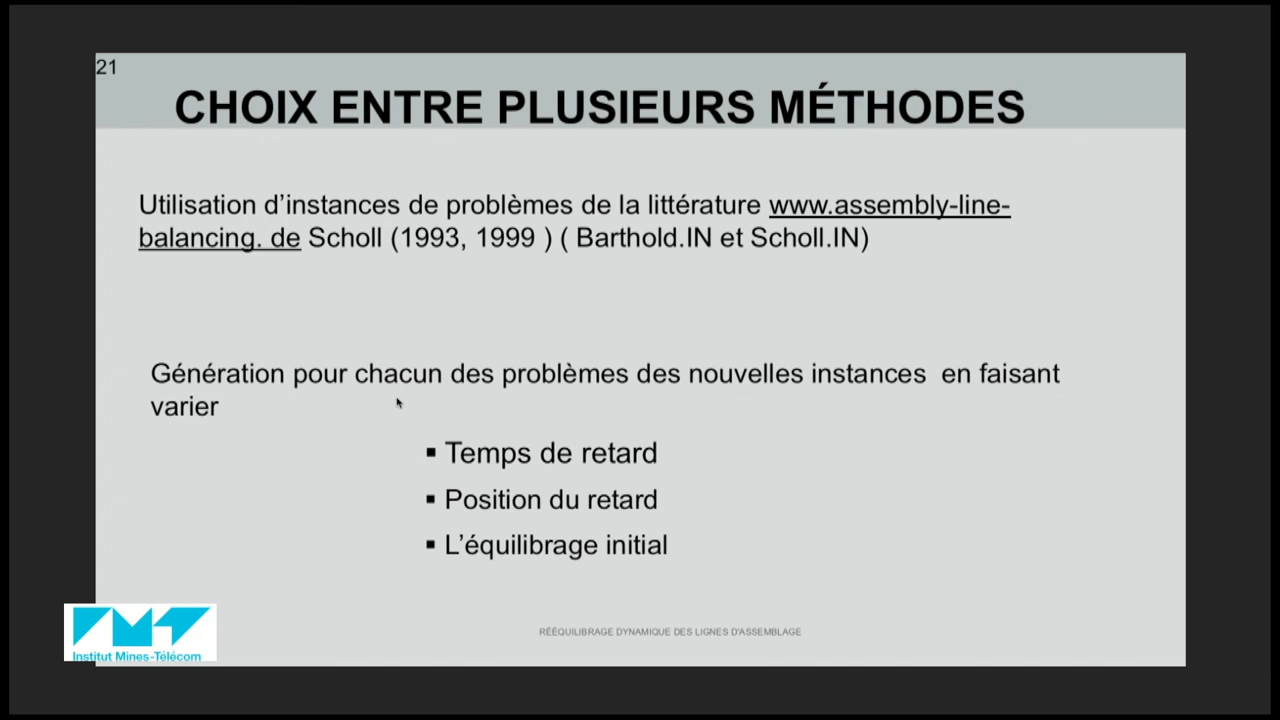 21
CHOIX ENTRE PLUSIEURS MÉTHODES
Utilisation d'instances de problèmes de la littérature www.assembly-line-
balancing. de Scholl (1993, 1999 ) ( Barthold.IN et Scholl.IN)
Génération pour chacun des problèmes des nouvelles instances en faisant
varier
▪ Temps de retard
▪ Position du retard
▪ L'équilibrage initial
RÉÉQUILIBRAGE DYNAMIQUE DES LIGNES D'ASSEMBLAGE
IMT
Institut Mines-Télécom